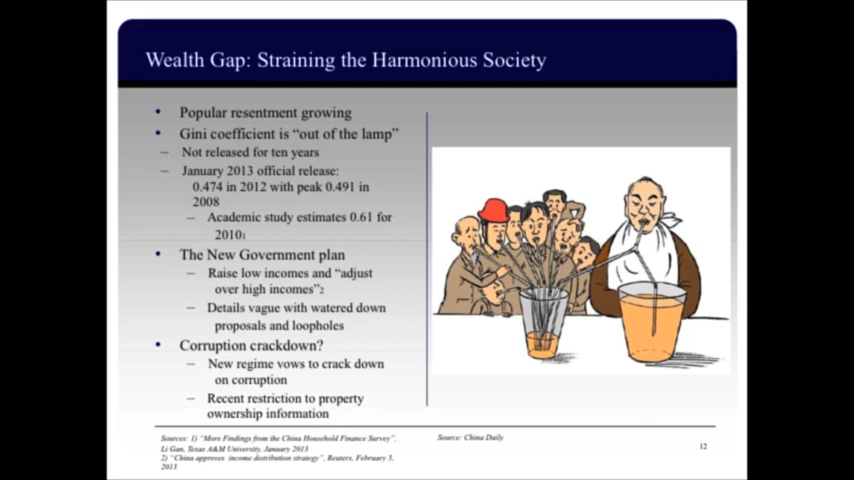 Wealth Gap: Straining the Harmonious Society
• Popular resentment growing
• Gini coefficient is “out of the lamp”
– Not released for ten years
– January 2013 official release:
0.474 in 2012 with peak 0.491 in
2008
– Academic study estimates 0.61 for
20101
• The New Government plan
– Raise low incomes and “adjust
over high incomes”2
– Details vague with watered down
proposals and loopholes
• Corruption crackdown?
– New regime vows to crack down
on corruption
– Recent restriction to property
ownership information
Sources: 1) “More Findings from the China Household Finance Survey”,
Li Gan, Texas A&M University, January 2013
2) “China approves income distribution strategy”, Reuters, February 5,
2013
Source: China Daily
12